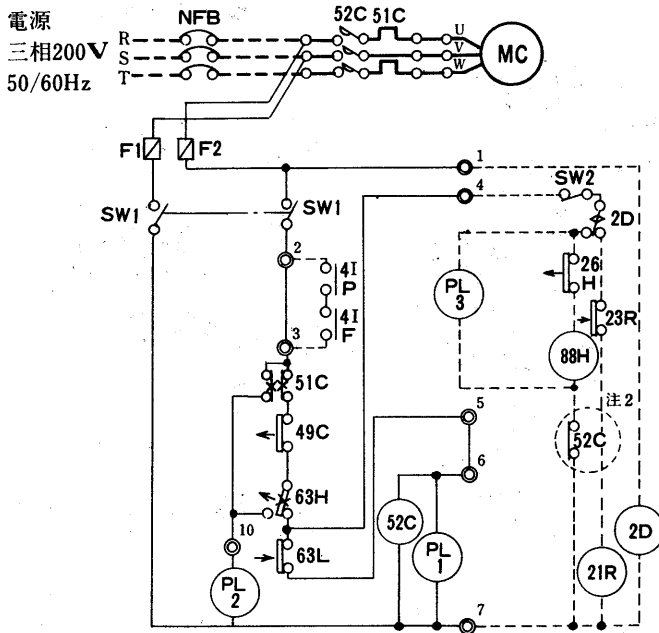 電源
三相200V
50/60Hz
NFB
52C
51C
R
S
T
U
V
W
MC
F1
F2
1
4
SW2
SW1
SW1
2D
2
4I
P
4I
F
PL
3
26
H
23R
3
88H
51C
注2
5
49C
52C
6
63H
10
52C
PL
1
63L
2D
PL
2
21R
7